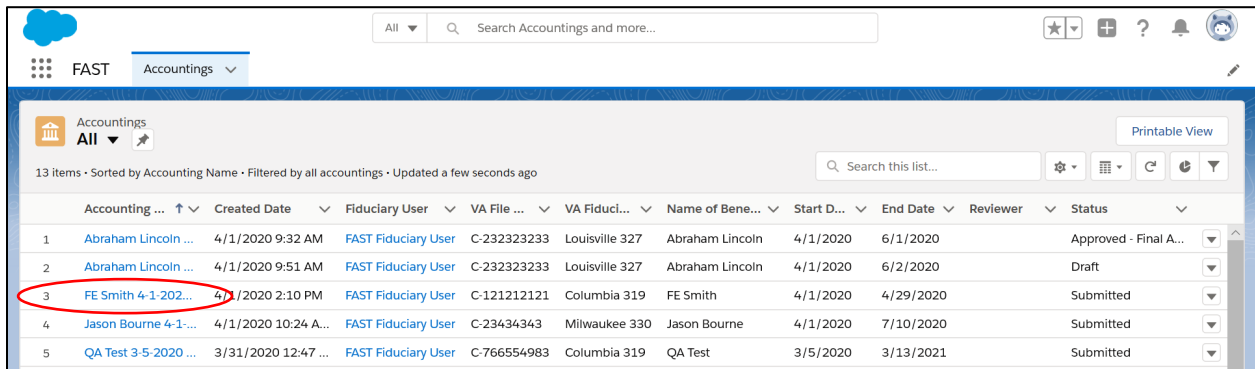 All Search Accountings and more...
FAST Accountings
Accountings
All
Printable View
13 items • Sorted by Accounting Name • Filtered by all accountings • Updated a few seconds ago
Search this list...
Accounting ... Created Date Fiduciary User VA File ... VA Fiduci... Name of Bene... Start D... End Date Reviewer Status
1 Abraham Lincoln ... 4/1/2020 9:32 AM FAST Fiduciary User C-232323233 Louisville 327 Abraham Lincoln 4/1/2020 6/1/2020 Approved - Final A...
2 Abraham Lincoln ... 4/1/2020 9:51 AM FAST Fiduciary User C-232323233 Louisville 327 Abraham Lincoln 4/1/2020 6/2/2020 Draft
3 FE Smith 4-1-202... 4/1/2020 2:10 PM FAST Fiduciary User C-121212121 Columbia 319 FE Smith 4/1/2020 4/29/2020 Submitted
4 Jason Bourne 4-1-... 4/1/2020 10:24 A... FAST Fiduciary User C-23434343 Milwaukee 330 Jason Bourne 4/1/2020 7/10/2020 Submitted
5 QA Test 3-5-2020 ... 3/31/2020 12:47 ... FAST Fiduciary User C-766554983 Columbia 319 QA Test 3/5/2020 3/13/2021 Submitted